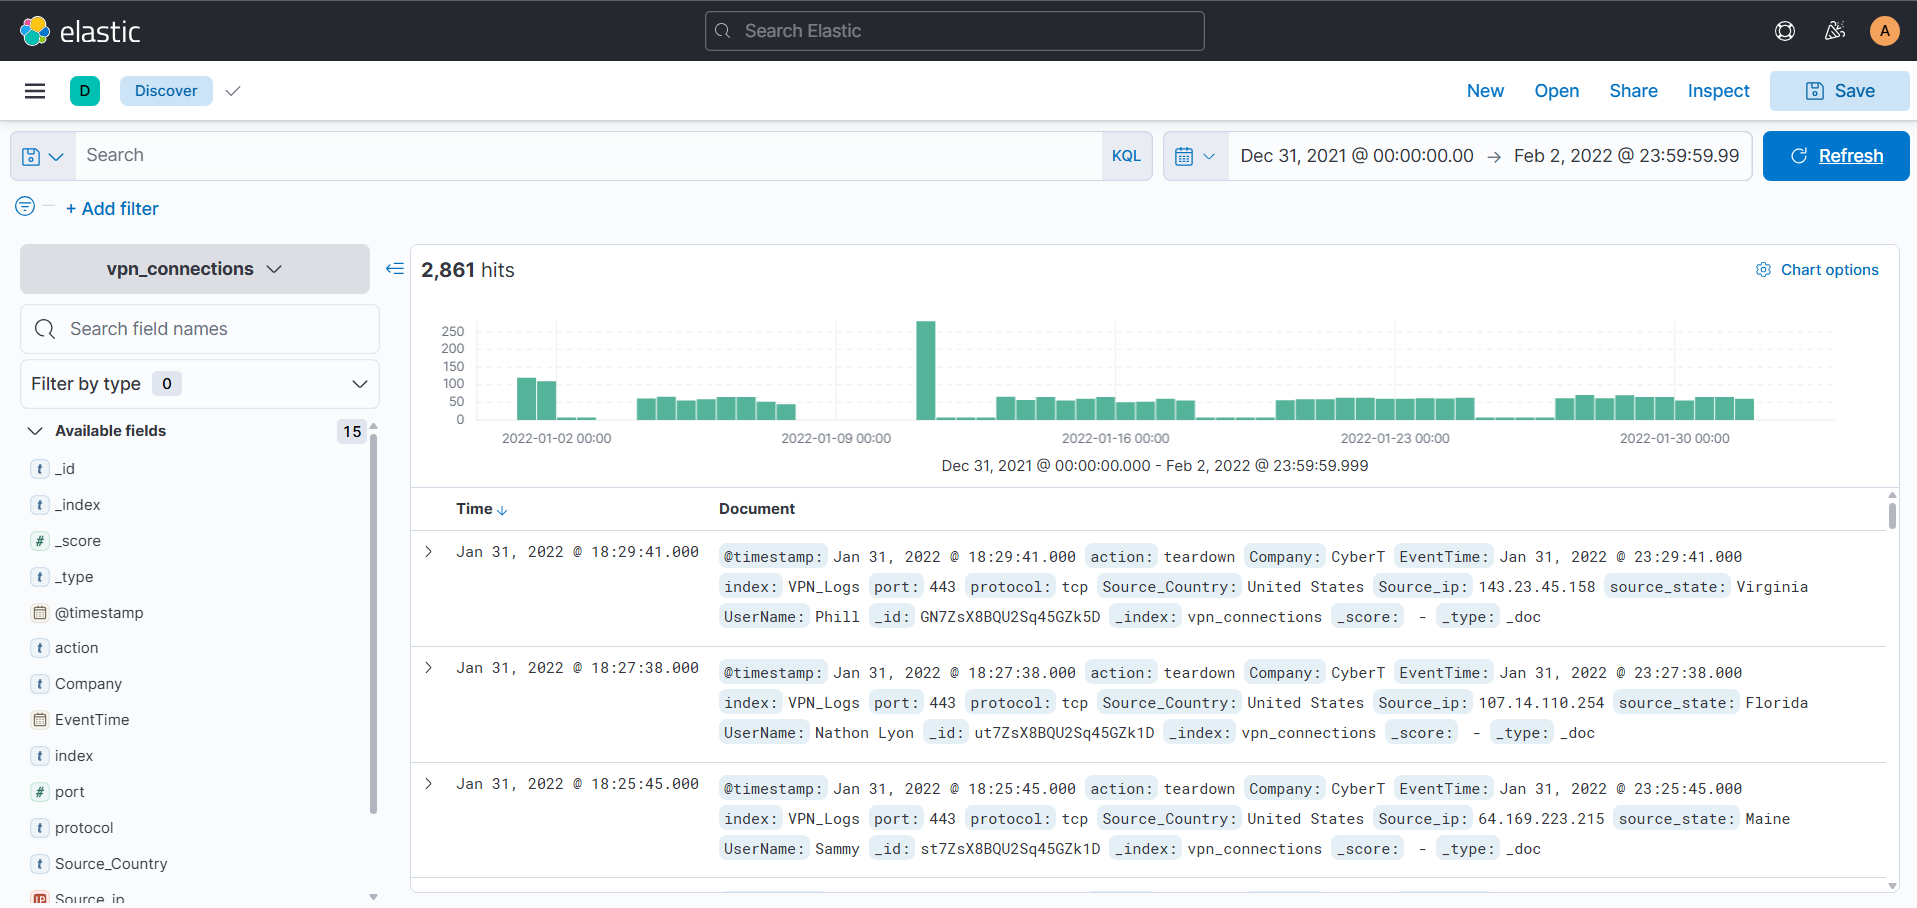 elastic
Search Elastic
A
D
Discover
New
Open
Share
Inspect
Save
Search
KQL
Dec 31, 2021 @ 00:00:00.00 → Feb 2, 2022 @ 23:59:59.99
Refresh
+ Add filter
vpn_connections
Search field names
Filter by type 0
Available fields 15
t _id
t _index
# _score
t _type
@timestamp
t action
t Company
EventTime
t index
# port
t protocol
t Source_Country
IP Source_ip
2,861 hits
Chart options
250
200
150
100
50
0
2022-01-02 00:00
2022-01-09 00:00
2022-01-16 00:00
2022-01-23 00:00
2022-01-30 00:00
Dec 31, 2021 @ 00:00:00.000 - Feb 2, 2022 @ 23:59:59.999
Time ↓ Document
Jan 31, 2022 @ 18:29:41.000
@timestamp: Jan 31, 2022 @ 18:29:41.000 action: teardown Company: CyberT EventTime: Jan 31, 2022 @ 23:29:41.000
index: VPN_Logs port: 443 protocol: tcp Source_Country: United States Source_ip: 143.23.45.158 source_state: Virginia
UserName: Phill _id: GN7ZsX8BQU2Sq45GZk5D _index: vpn_connections _score: - _type: _doc
Jan 31, 2022 @ 18:27:38.000
@timestamp: Jan 31, 2022 @ 18:27:38.000 action: teardown Company: CyberT EventTime: Jan 31, 2022 @ 23:27:38.000
index: VPN_Logs port: 443 protocol: tcp Source_Country: United States Source_ip: 107.14.110.254 source_state: Florida
UserName: Nathon Lyon _id: ut7ZsX8BQU2Sq45GZk1D _index: vpn_connections _score: - _type: _doc
Jan 31, 2022 @ 18:25:45.000
@timestamp: Jan 31, 2022 @ 18:25:45.000 action: teardown Company: CyberT EventTime: Jan 31, 2022 @ 23:25:45.000
index: VPN_Logs port: 443 protocol: tcp Source_Country: United States Source_ip: 64.169.223.215 source_state: Maine
UserName: Sammy _id: st7ZsX8BQU2Sq45GZk1D _index: vpn_connections _score: - _type: _doc